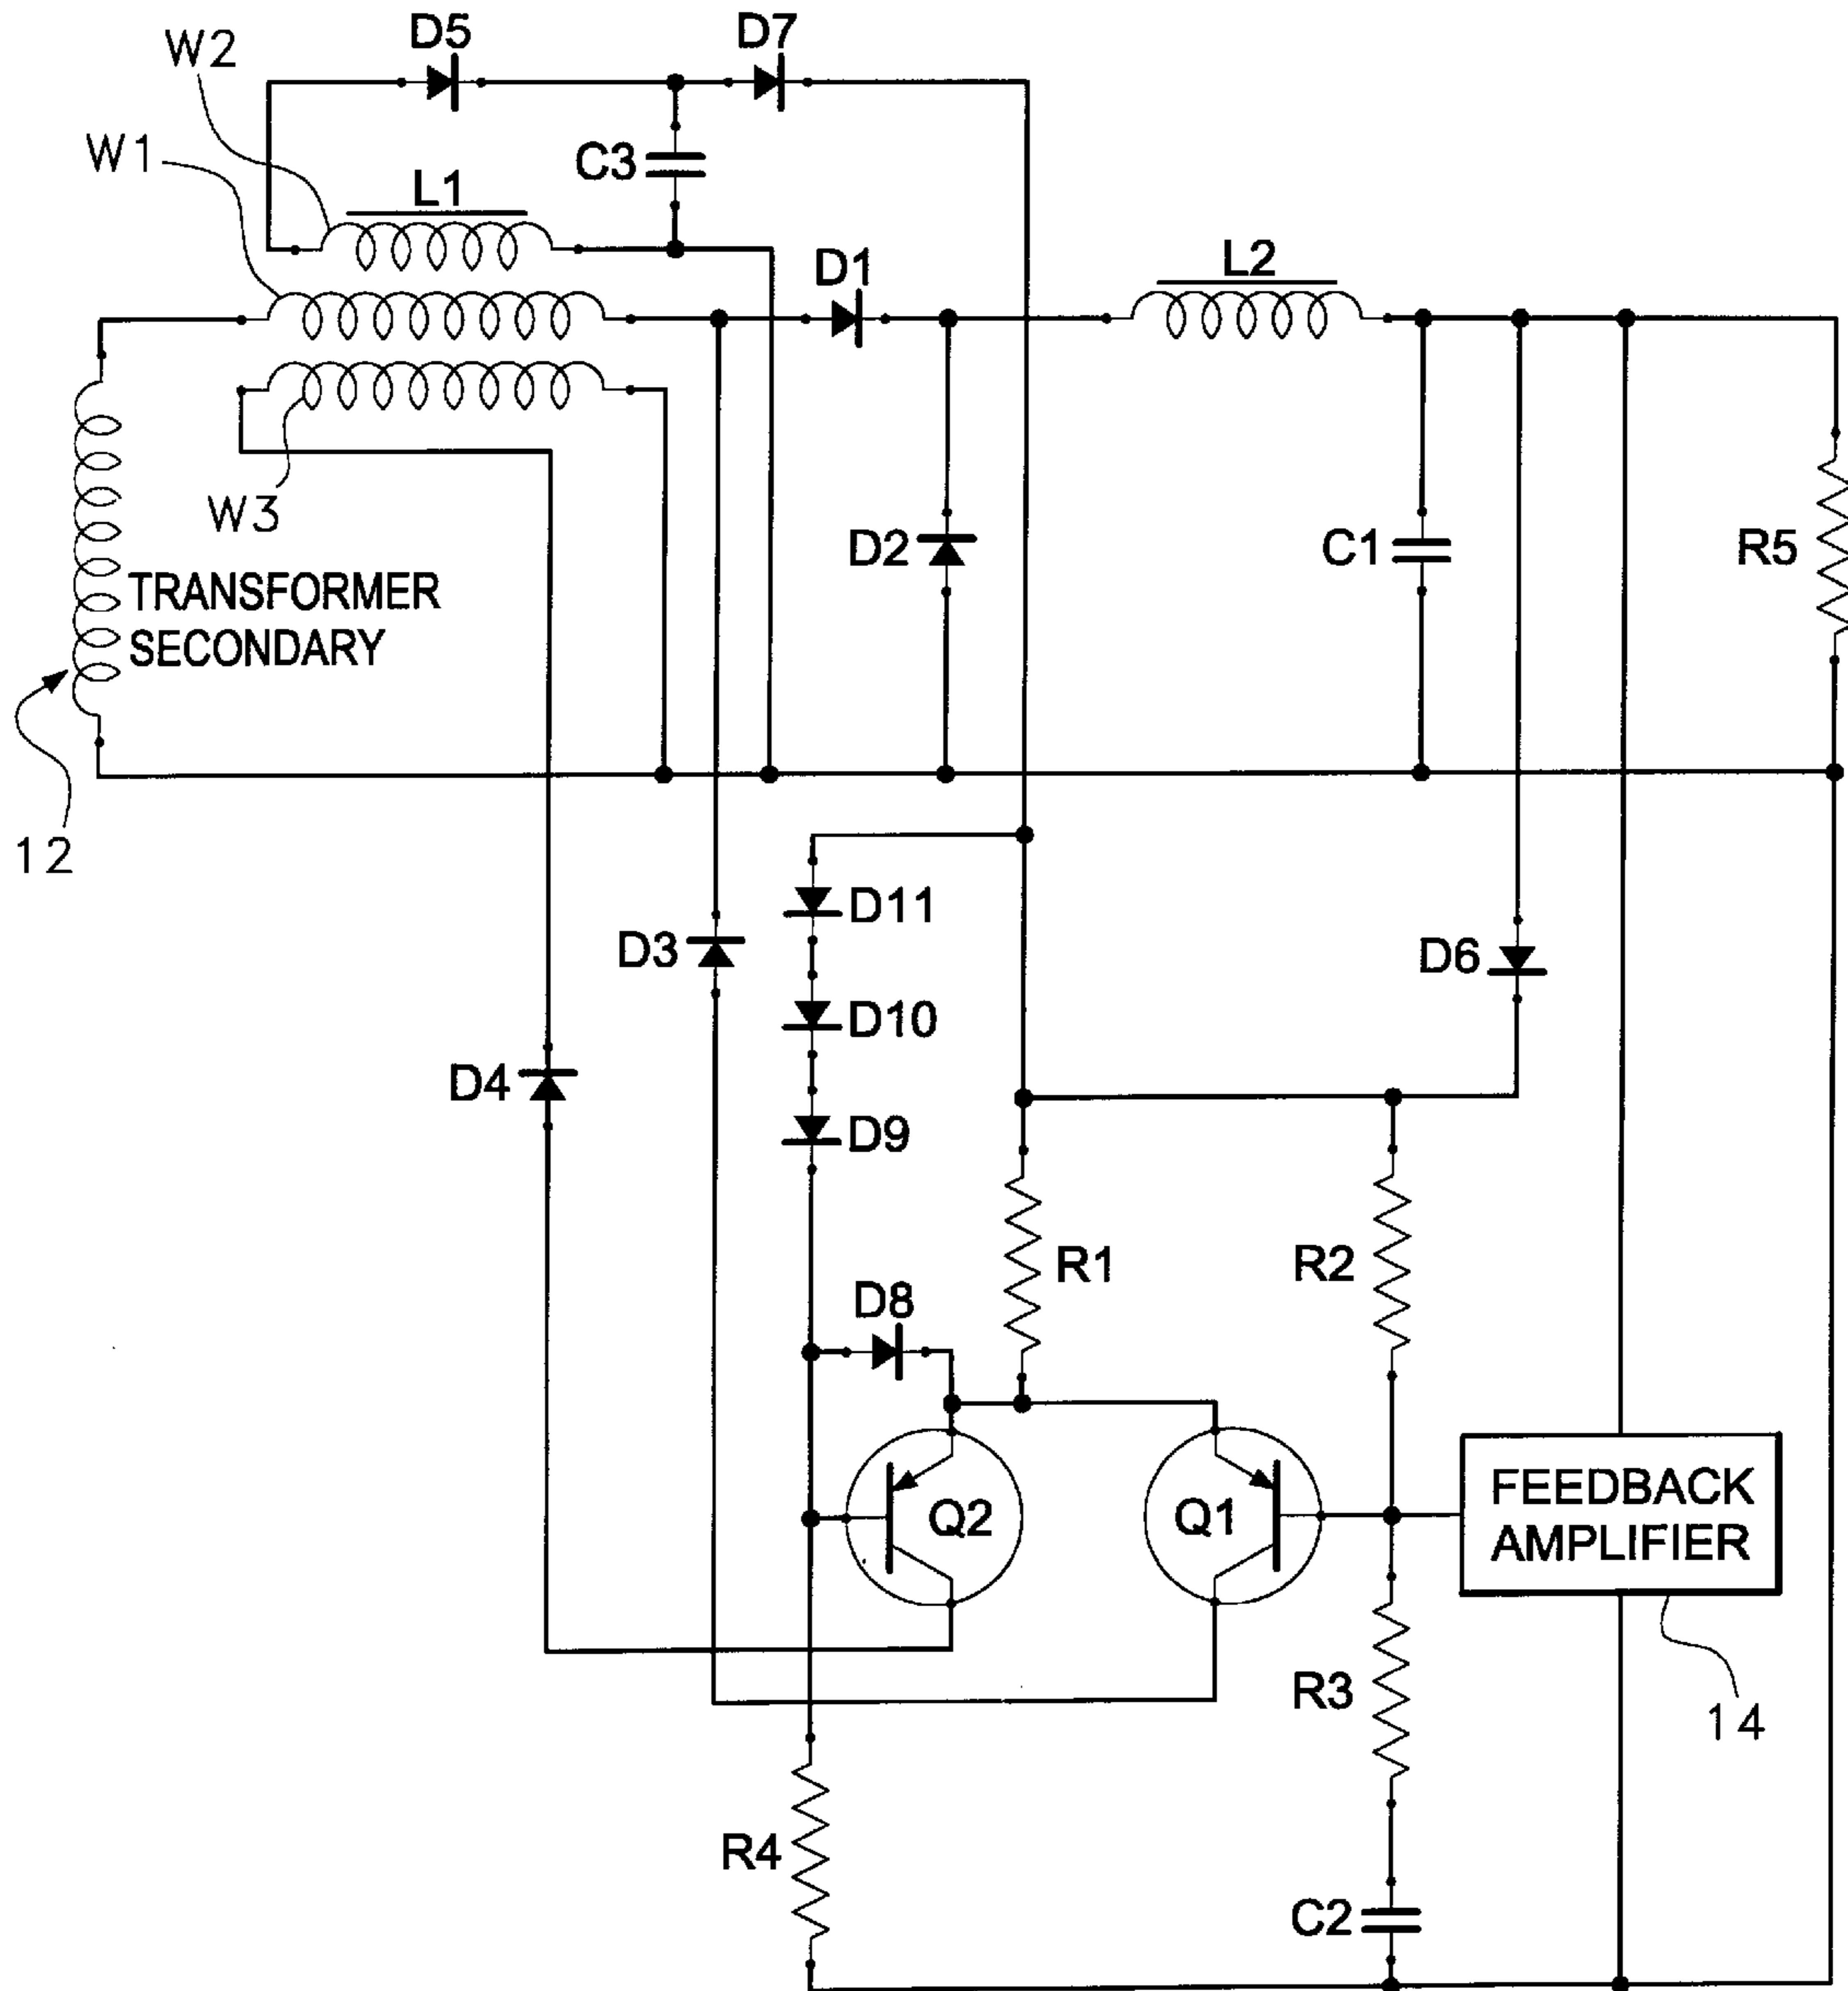 D5
D7
W2
W1
C3
L1
D1
L2
W3
D2
C1
R5
TRANSFORMER
SECONDARY
12
D11
D3
D6
D10
D4
D9
R1
R2
D8
Q2
Q1
FEEDBACK
AMPLIFIER
R3
14
R4
C2